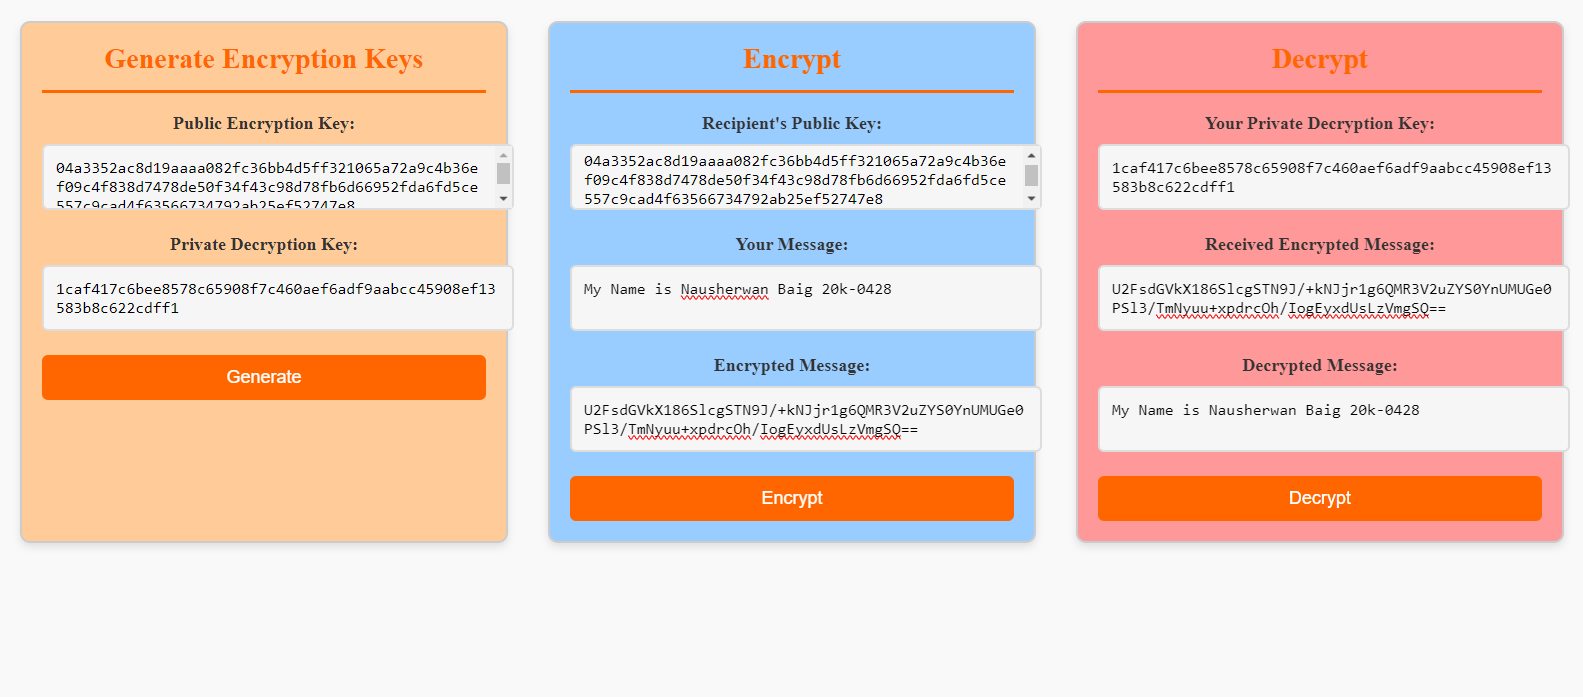 Generate Encryption Keys
Public Encryption Key:
04a3352ac8d19aaaa082fc36bb4d5ff321065a72a9c4b36e
f09c4f838d7478de50f34f43c98d78fb6d66952fda6fd5ce
557c9cad4f63566734792ab25ef52747e8
Private Decryption Key:
1caf417c6bee8578c65908f7c460aef6adf9aabcc45908ef13
583b8c622cdff1
Generate
Encrypt
Recipient's Public Key:
04a3352ac8d19aaaa082fc36bb4d5ff321065a72a9c4b36e
f09c4f838d7478de50f34f43c98d78fb6d66952fda6fd5ce
557c9cad4f63566734792ab25ef52747e8
Your Message:
My Name is Nausherwan Baig 20k-0428
Encrypted Message:
U2FsdGVkX186SlcgSTN9J/+kNJjr1g6QMR3V2uZYS0YnUMUGe0
PSl3/TmNyuu+xpdrcOh/IogEyxdUsLzVmgSQ==
Encrypt
Decrypt
Your Private Decryption Key:
1caf417c6bee8578c65908f7c460aef6adf9aabcc45908ef13
583b8c622cdff1
Received Encrypted Message:
U2FsdGVkX186SlcgSTN9J/+kNJjr1g6QMR3V2uZYS0YnUMUGe0
PSl3/TmNyuu+xpdrcOh/IogEyxdUsLzVmgSQ==
Decrypted Message:
My Name is Nausherwan Baig 20k-0428
Decrypt